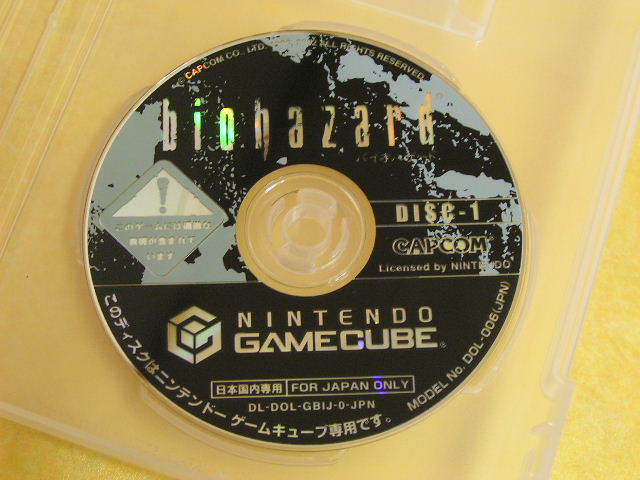 © CAPCOM CO., LTD. 2002 ALL RIGHTS RESERVED.
biohazard
バイオハザード
このゲームには過激な
表現が含まれて
います
DISC-1
CAPCOM
Licensed by NINTENDO
NINTENDO
GAMECUBE
日本国内専用 FOR JAPAN ONLY
DL-DOL-GBIJ-0-JPN
MODEL No. DOL-006(JPN)
このディスクはニンテンドー ゲームキューブ専用です。